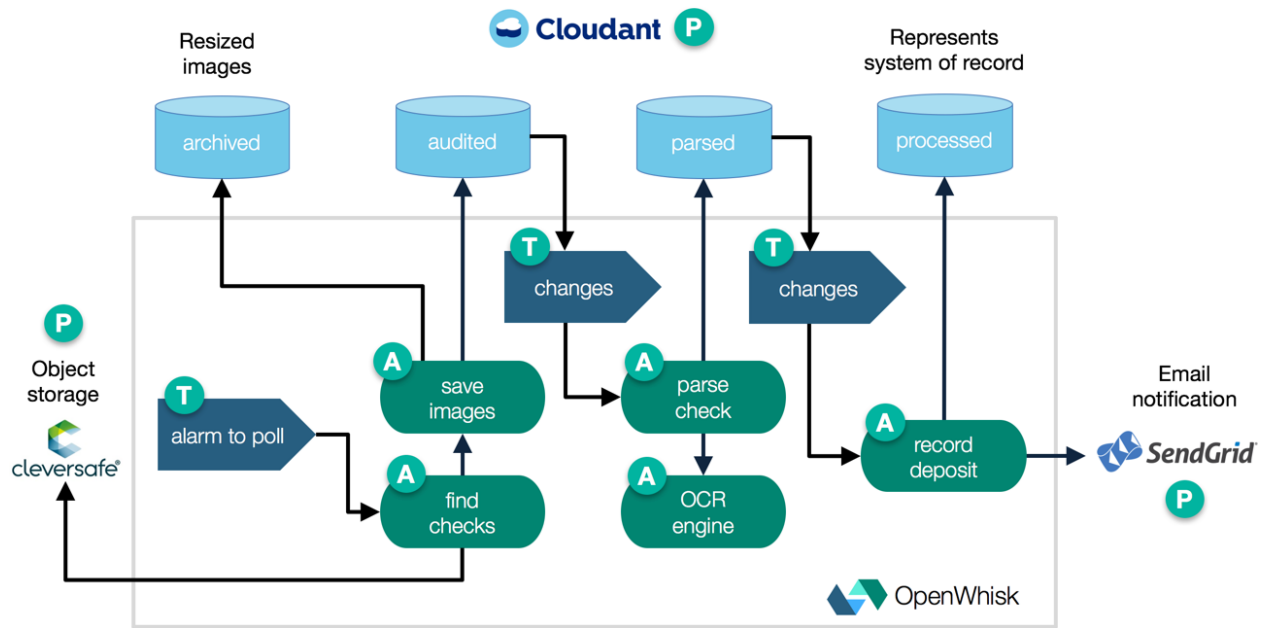 Cloudant
P
Resized
images
Represents
system of record
archived
audited
parsed
processed
T
changes
T
changes
P
Object
storage
cleversafe®
T
alarm to poll
A
save
images
A
parse
check
A
record
deposit
Email
notification
SendGrid
P
A
find
checks
A
OCR
engine
OpenWhisk